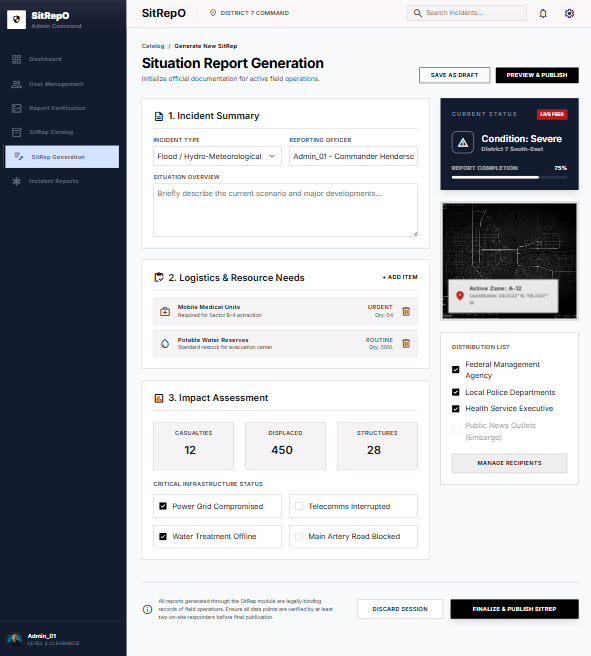 SitRepO
Admin Command
Dashboard
User Management
Report Verification
SitRep Catalog
SitRep Generation
Incident Reports
Admin_01
LEVEL 5 CLEARANCE
SitRepO
DISTRICT 7 COMMAND
Search Incidents...
Catalog / Generate New SitRep
Situation Report Generation
Initialize official documentation for active field operations.
SAVE AS DRAFT
PREVIEW & PUBLISH
1. Incident Summary
INCIDENT TYPE
REPORTING OFFICER
Flood / Hydro-Meteorological
Admin_01 - Commander Henderso
SITUATION OVERVIEW
Briefly describe the current scenario and major developments...
2. Logistics & Resource Needs
+ ADD ITEM
Mobile Medical Units
Required for Sector B-4 extraction
URGENT
Qty: 04
Potable Water Reserves
Standard restock for evacuation center
ROUTINE
Qty: 500L
3. Impact Assessment
CASUALTIES
12
DISPLACED
450
STRUCTURES
28
CRITICAL INFRASTRUCTURE STATUS
Power Grid Compromised
Telecomms Interrupted
Water Treatment Offline
Main Artery Road Blocked
CURRENT STATUS
LIVE FEED
Condition: Severe
District 7 South-East
REPORT COMPLETION
75%
Active Zone: A-12
Coordinates:
DISTRIBUTION LIST
Federal Management
Agency
Local Police Departments
Health Service Executive
Public News Outlets
(Embargo)
MANAGE RECIPIENTS
All reports generated through the SitRep module are legally binding
records of field operations. Ensure all data points are verified by at least
two on-site responders before final publication.
DISCARD SESSION
FINALIZE & PUBLISH SITREP